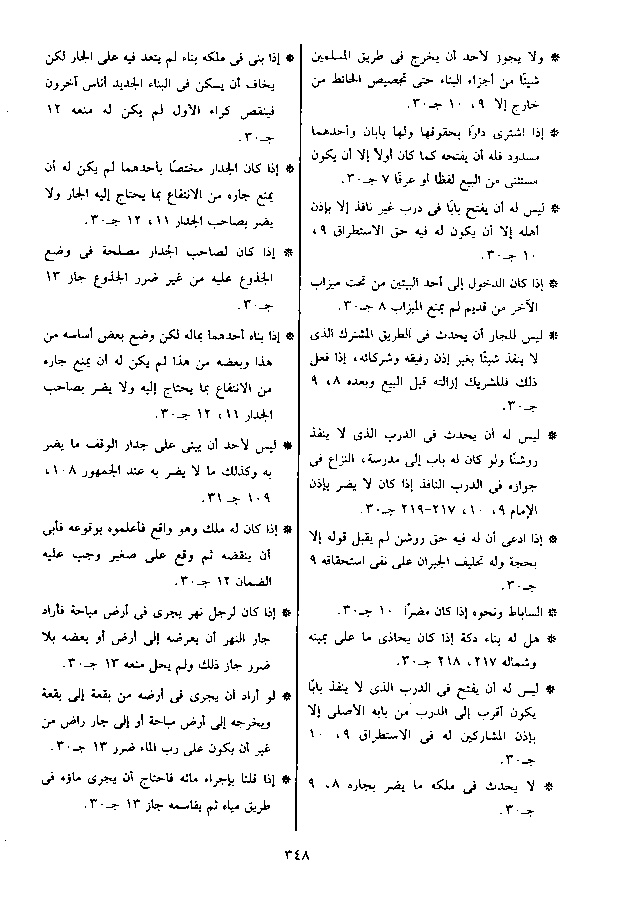 * ولا يجوز لأحد أن يخرج فى طريق المسلمين
شيئًا من أجزاء البناء حتى تجصيص الحائط من
خارج إلا ٩، ١٠ جـ٣٠.
* إذا اشترى دارًا بحقوقها ولها بابان وأحدهما
مسدود فله أن يفتحه كما كان أولاً إلا أن يكون
مستثنى من البيع لفظًا أو عرفًا ٧ جـ٣٠.
* ليس له أن يفتح بابًا فى درب غير نافذ إلا بإذن
أهله إلا أن يكون له فيه حق الاستطراق ٩،
١٠ جـ٣٠.
* إذا كان الدخول إلى أحد البيتين من تحت ميزاب
الآخر من قديم لم يمنع الميزاب ٨ جـ٣٠.
* ليس للجار أن يحدث فى الطريق المشترك الذى
لا ينفذ شيئًا بغير إذن رفيقه وشركائه، إذا فعل
ذلك فللشريك إزالته قبل البيع وبعده ٨، ٩
جـ٣٠.
* ليس له أن يحدث فى الدرب الذى لا ينفذ
روشنًا ولو كان له باب إلى مدرسة، النزاع فى
جوازه فى الدرب النافذ إذا كان لا يضر بإذن
الإمام ٩، ١٠، ٢١٧-٢١٩ جـ٣٠.
* إذا ادعى أن له فيه حق روشن لم يقبل قوله إلا
بحجة وله تحليف الجيران على نفى استحقاقه ٩
جـ٣٠.
* الساباط ونحوه إذا كان مضرًا ١٠ جـ٣٠.
* هل له بناء دكة إذا كان يحاذى ما على يمينه
وشماله ٢١٧، ٢١٨ جـ٣٠.
* ليس له أن يفتح فى الدرب الذى لا ينفذ بابًا
يكون أقرب إلى الدرب من بابه الأصلى إلا
بإذن المشاركين له فى الاستطراق ٩، ١٠
جـ٣٠.
* لا يحدث فى ملكه ما يضر بجاره ٨، ٩
جـ٣٠.
* إذا بنى فى ملكه بناء لم يتعد فيه على الجار لكن
يخاف أن يسكن فى البناء الجديد أناس آخرون
فينقص كراء الأول لم يكن له منعه ١٢
جـ٣٠.
* إذا كان الجدار مختصًا بأحدهما لم يكن له أن
يمنع جاره من الانتفاع بما يحتاج إليه الجار ولا
يضر بصاحب الجدار ١١، ١٢ جـ٣٠.
* إذا كان لصاحب الجدار مصلحة فى وضع
الجذوع عليه من غير ضرر الجذوع جاز ١٣
جـ٣٠.
* إذا بناه أحدهما بماله لكن وضع بعض أساسه من
هذا وبعضه من هذا لم يكن له أن يمنع جاره
من الانتفاع بما يحتاج إليه ولا يضر بصاحب
الجدار ١١، ١٢ جـ٣٠.
* ليس لأحد أن يبنى على جدار الوقف ما يضر
به وكذلك ما لا يضر به عند الجمهور ١٠٨،
١٠٩ جـ٣١.
* إذا كان له ملك وهو واقع فأعلموه بوقوعه فأبى
أن ينقضه ثم وقع على صغير وجب عليه
الضمان ١٢ جـ٣٠.
* إذا كان لرجل نهر يجرى فى أرض مباحة فأراد
جار النهر أن يعرضه إلى أرض أو بعضه بلا
ضرر جاز ذلك ولم يحل منعه ١٣ جـ٣٠.
* لو أراد أن يجرى فى أرضه من بقعة إلى بقعة
ويخرجه إلى أرض مباحة أو إلى جار راض من
غير أن يكون على رب الماء ضرر ١٣ جـ٣٠.
* إذا قلنا بإجراء مائه فاحتاج أن يجرى ماؤه فى
طريق مياه ثم يقاسمه جاز ١٣ جـ٣٠.
٣٤٨